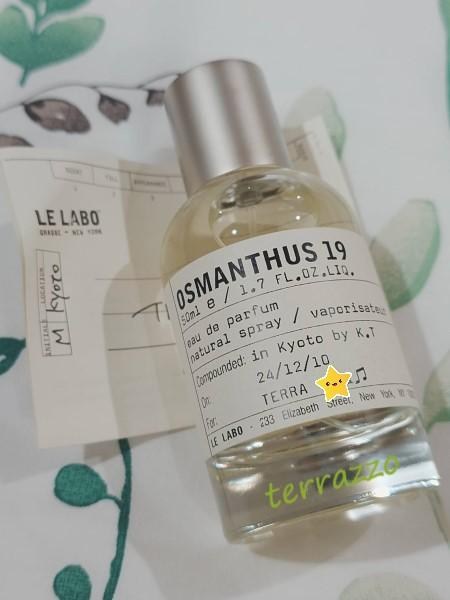 LE LABO
GRASSE - NEW YORK
INITIALS
LOCATION
M Kyoto
OSMANTHUS 19
50ml e / 1.7 FL.OZ.LIQ.
eau de parfum
natural spray / vaporisateur
Compounded: in Kyoto by K.T
On: 24/12/10
For: TERRA ♫
LE LABO - 233 Elizabeth Street, New York, NY
terrazzo